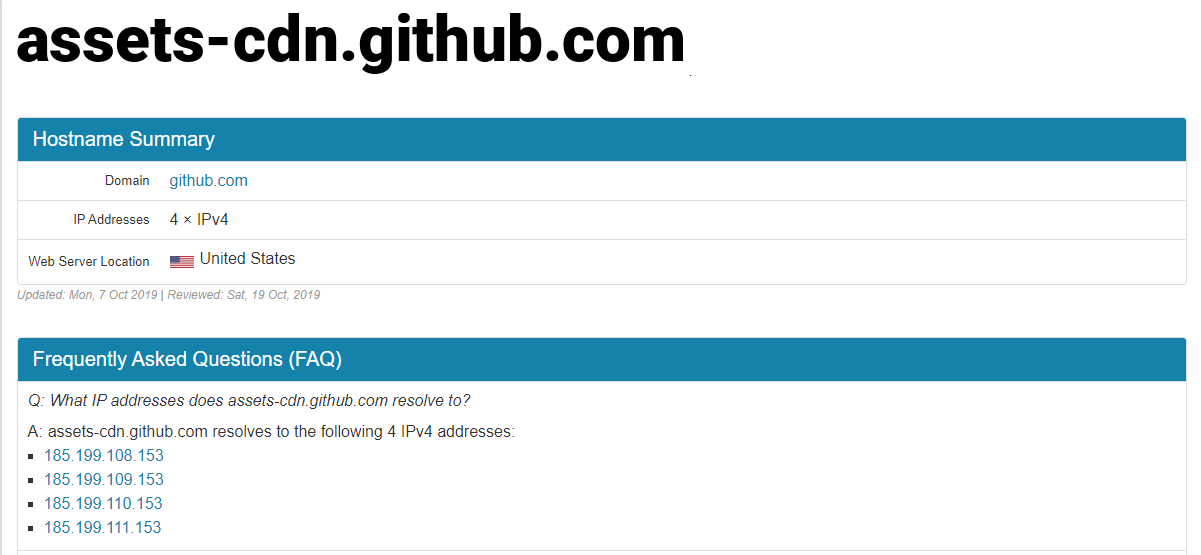 assets-cdn.github.com
Hostname Summary
Domain github.com
IP Addresses 4 × IPv4
Web Server Location United States
Updated: Mon, 7 Oct 2019 | Reviewed: Sat, 19 Oct, 2019
Frequently Asked Questions (FAQ)
Q: What IP addresses does assets-cdn.github.com resolve to?
A: assets-cdn.github.com resolves to the following 4 IPv4 addresses:
▪ 185.199.108.153
▪ 185.199.109.153
▪ 185.199.110.153
▪ 185.199.111.153